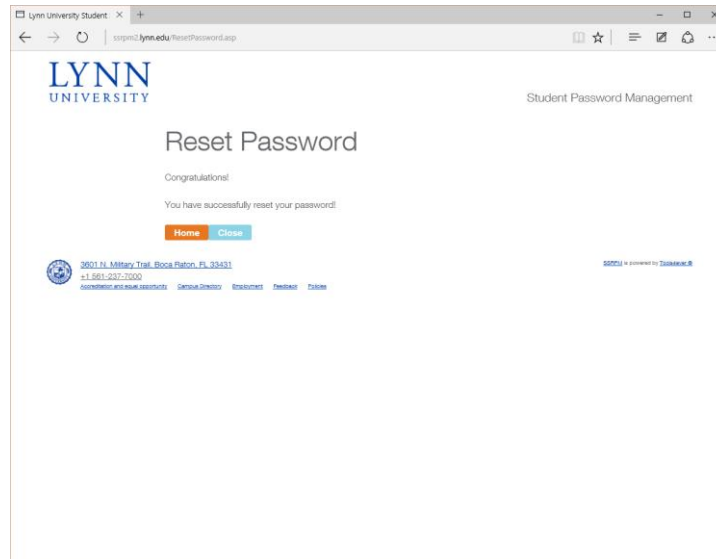 Lynn University Student
ssrpm2.lynn.edu/ResetPassword.asp
LYNN
UNIVERSITY
Student Password Management
Reset Password
Congratulations!
You have successfully reset your password!
Home Close
3601 N. Military Trail, Boca Raton, FL 33431
SSRPM is powered by Tools4ever ®
+1 561-237-7000
Accreditation and equal opportunity Campus Directory Employment Feedback Policies